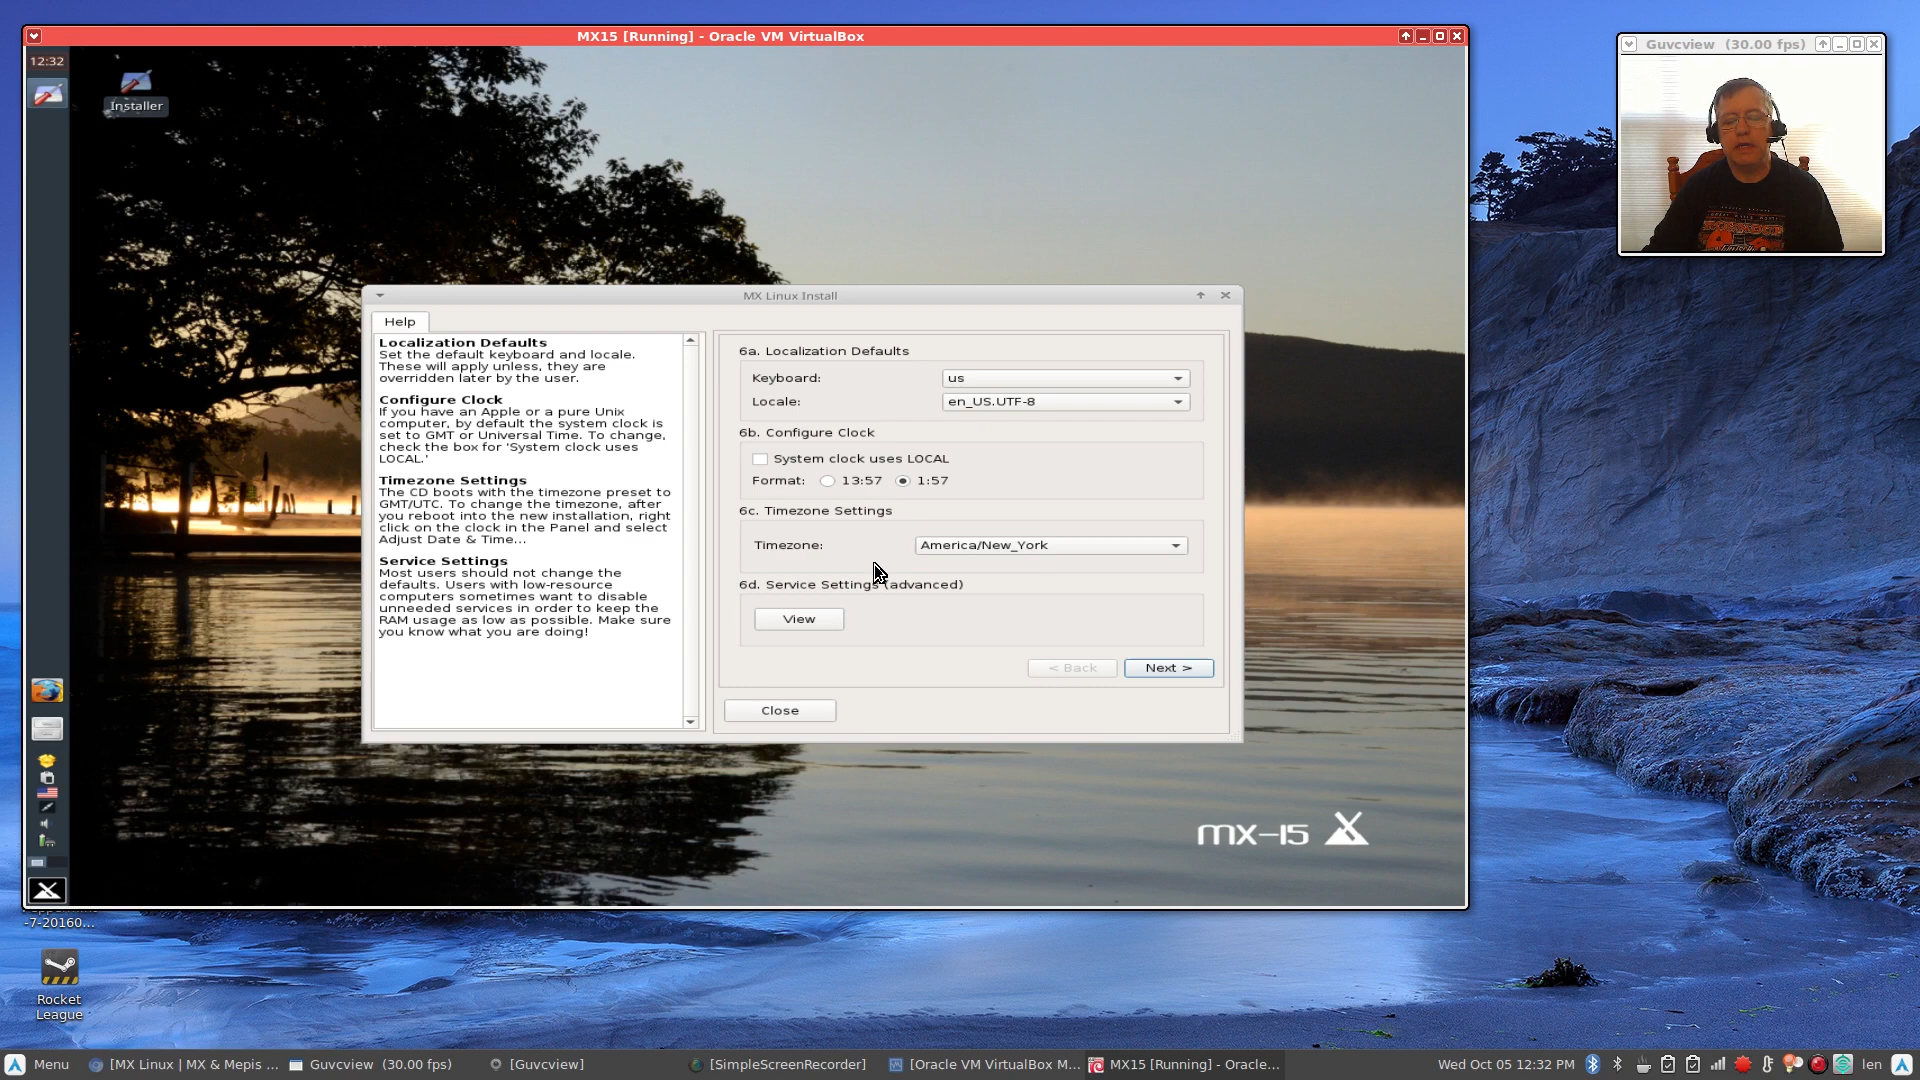 MX15 [Running] - Oracle VM VirtualBox
12:32
Installer
Guvcview (30.00 fps)
MX Linux Install
Help
Localization Defaults
Set the default keyboard and locale.
These will apply unless, they are
overridden later by the user.
Configure Clock
If you have an Apple or a pure Unix
computer, by default the system clock is
set to GMT or Universal Time. To change,
check the box for 'System clock uses
LOCAL.'
Timezone Settings
The CD boots with the timezone preset to
GMT/UTC. To change the timezone, after
you reboot into the new installation, right
click on the clock in the Panel and select
Adjust Date & Time...
Service Settings
Most users should not change the
defaults. Users with low-resource
computers sometimes want to disable
unneeded services in order to keep the
RAM usage as low as possible. Make sure
you know what you are doing!
6a. Localization Defaults
Keyboard: us
Locale: en_US.UTF-8
6b. Configure Clock
System clock uses LOCAL
Format: 13:57 1:57
6c. Timezone Settings
Timezone: America/New_York
6d. Service Settings (advanced)
View
< Back Next >
Close
mx-15
-7-20160...
Rocket
League
Menu [MX Linux | MX & Mepis ... Guvcview (30.00 fps) [Guvcview] [SimpleScreenRecorder] [Oracle VM VirtualBox M... MX15 [Running] - Oracle... Wed Oct 05 12:32 PM len